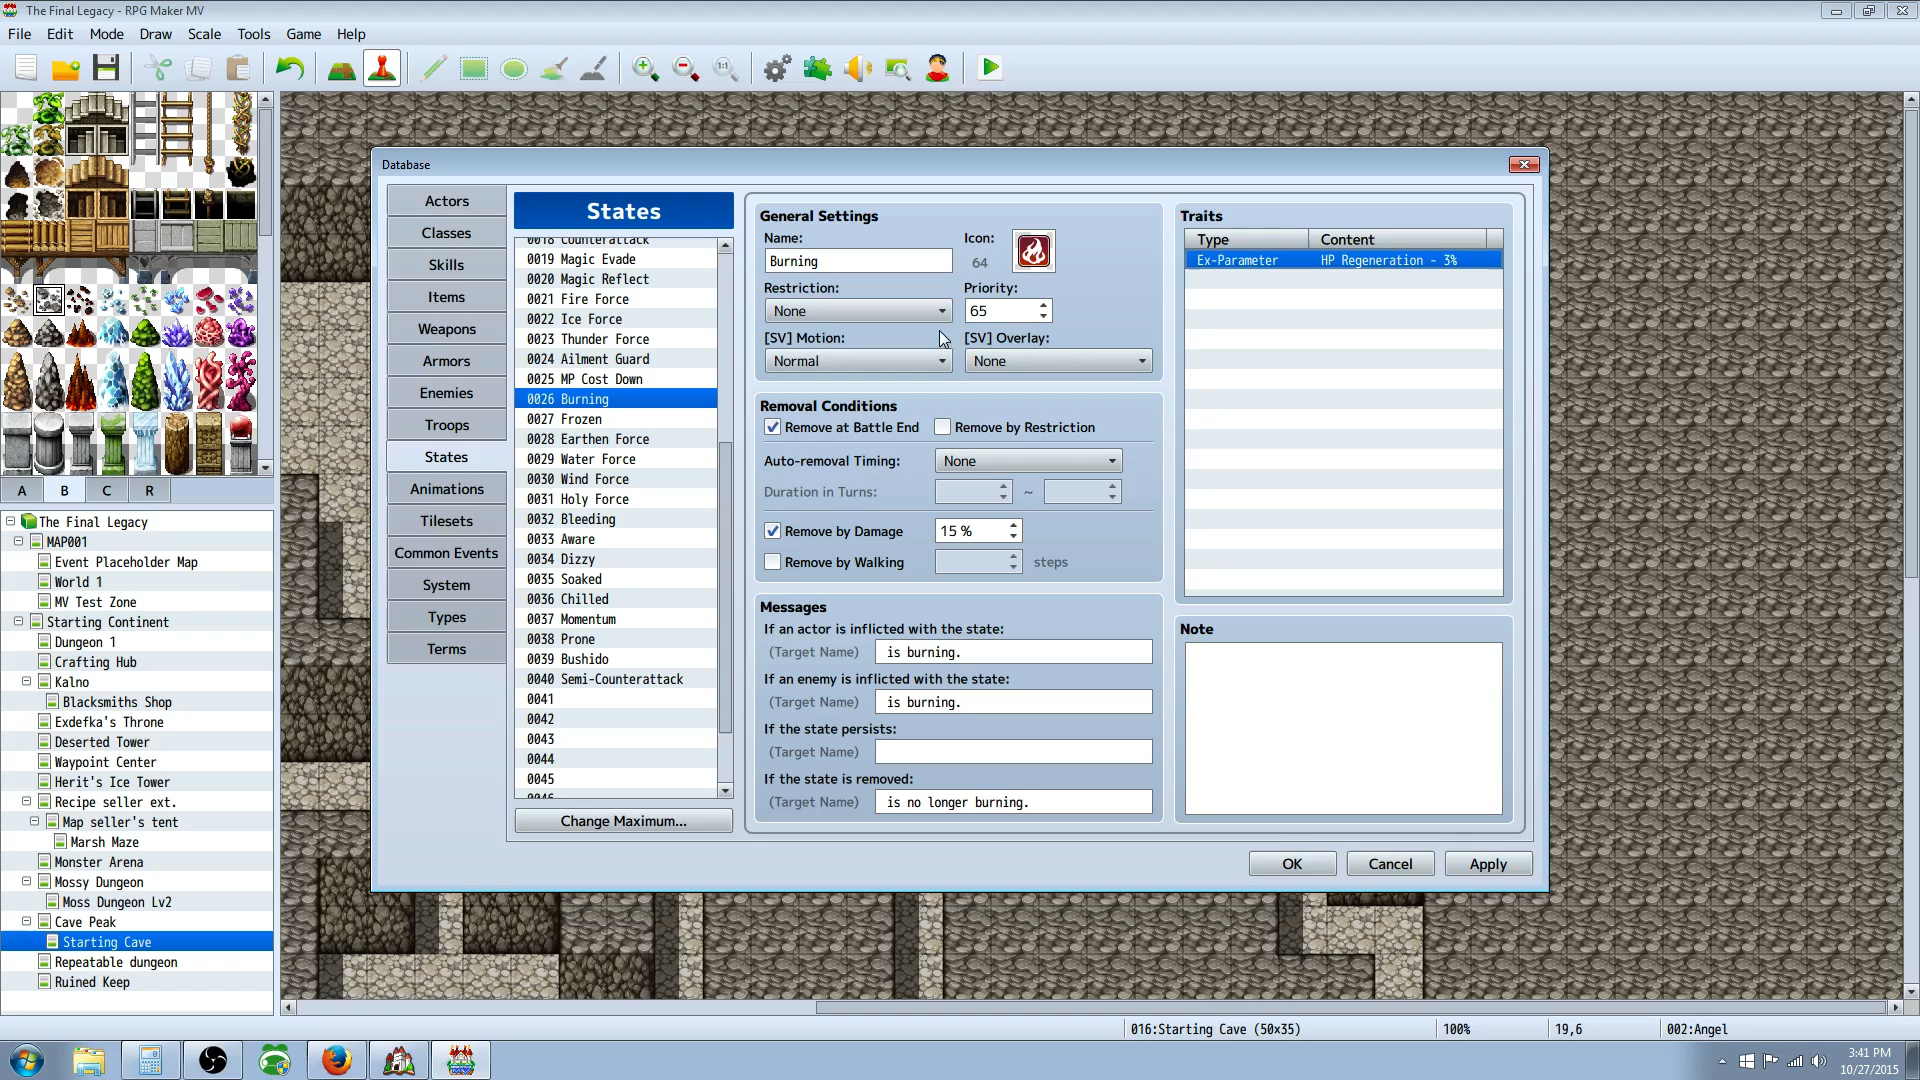 The Final Legacy - RPG Maker MV
File Edit Mode Draw Scale Tools Game Help
1:1
Database
Actors
Classes
Skills
Items
Weapons
Armors
Enemies
Troops
States
Animations
Tilesets
Common Events
System
Types
Terms
States
0018 Counterattack
0019 Magic Evade
0020 Magic Reflect
0021 Fire Force
0022 Ice Force
0023 Thunder Force
0024 Ailment Guard
0025 MP Cost Down
0026 Burning
0027 Frozen
0028 Earthen Force
0029 Water Force
0030 Wind Force
0031 Holy Force
0032 Bleeding
0033 Aware
0034 Dizzy
0035 Soaked
0036 Chilled
0037 Momentum
0038 Prone
0039 Bushido
0040 Semi-Counterattack
0041
0042
0043
0044
0045
0046
Change Maximum...
General Settings
Name: Icon:
Burning 64
Restriction: Priority:
None 65
[SV] Motion: [SV] Overlay:
Normal None
Removal Conditions
Remove at Battle End Remove by Restriction
Auto-removal Timing: None
Duration in Turns: ~
Remove by Damage 15 %
Remove by Walking steps
Messages
If an actor is inflicted with the state:
(Target Name) is burning.
If an enemy is inflicted with the state:
(Target Name) is burning.
If the state persists:
(Target Name)
If the state is removed:
(Target Name) is no longer burning.
Traits
Type Content
Ex-Parameter HP Regeneration - 3%
Note
OK Cancel Apply
A B C R
The Final Legacy
MAP001
Event Placeholder Map
World 1
MV Test Zone
Starting Continent
Dungeon 1
Crafting Hub
Kalno
Blacksmiths Shop
Exdefka's Throne
Deserted Tower
Waypoint Center
Herit's Ice Tower
Recipe seller ext.
Map seller's tent
Marsh Maze
Monster Arena
Mossy Dungeon
Moss Dungeon Lv2
Cave Peak
Starting Cave
Repeatable dungeon
Ruined Keep
016:Starting Cave (50x35) 100% 19,6 002:Angel
3:41 PM
10/27/2015